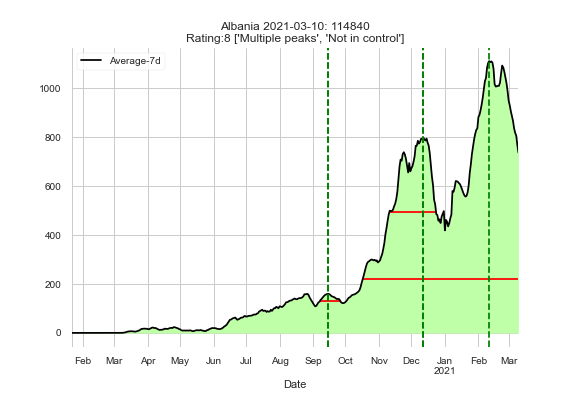 Albania 2021-03-10: 114840
Rating:8 ['Multiple peaks', 'Not in control']
Average-7d
1000
800
600
400
200
0
Feb Mar Apr May Jun Jul Aug Sep Oct Nov Dec Jan Feb Mar
2021
Date